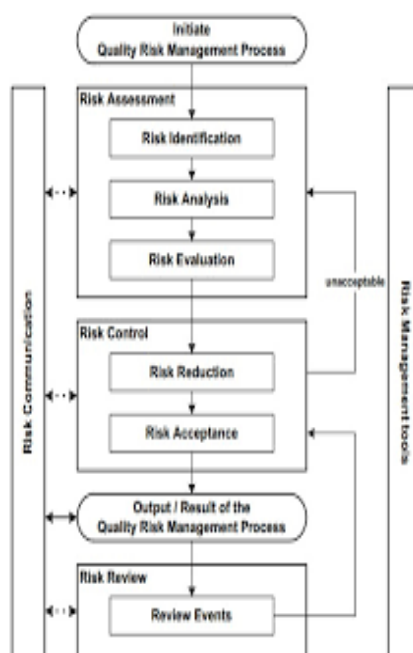 Initiate
Quality Risk Management Process
Risk Assessment
Risk Identification
Risk Analysis
Risk Evaluation
unacceptable
Risk Control
Risk Reduction
Risk Acceptance
Output / Result of the
Quality Risk Management Process
Risk Review
Review Events
Risk Communication
Risk Management tools